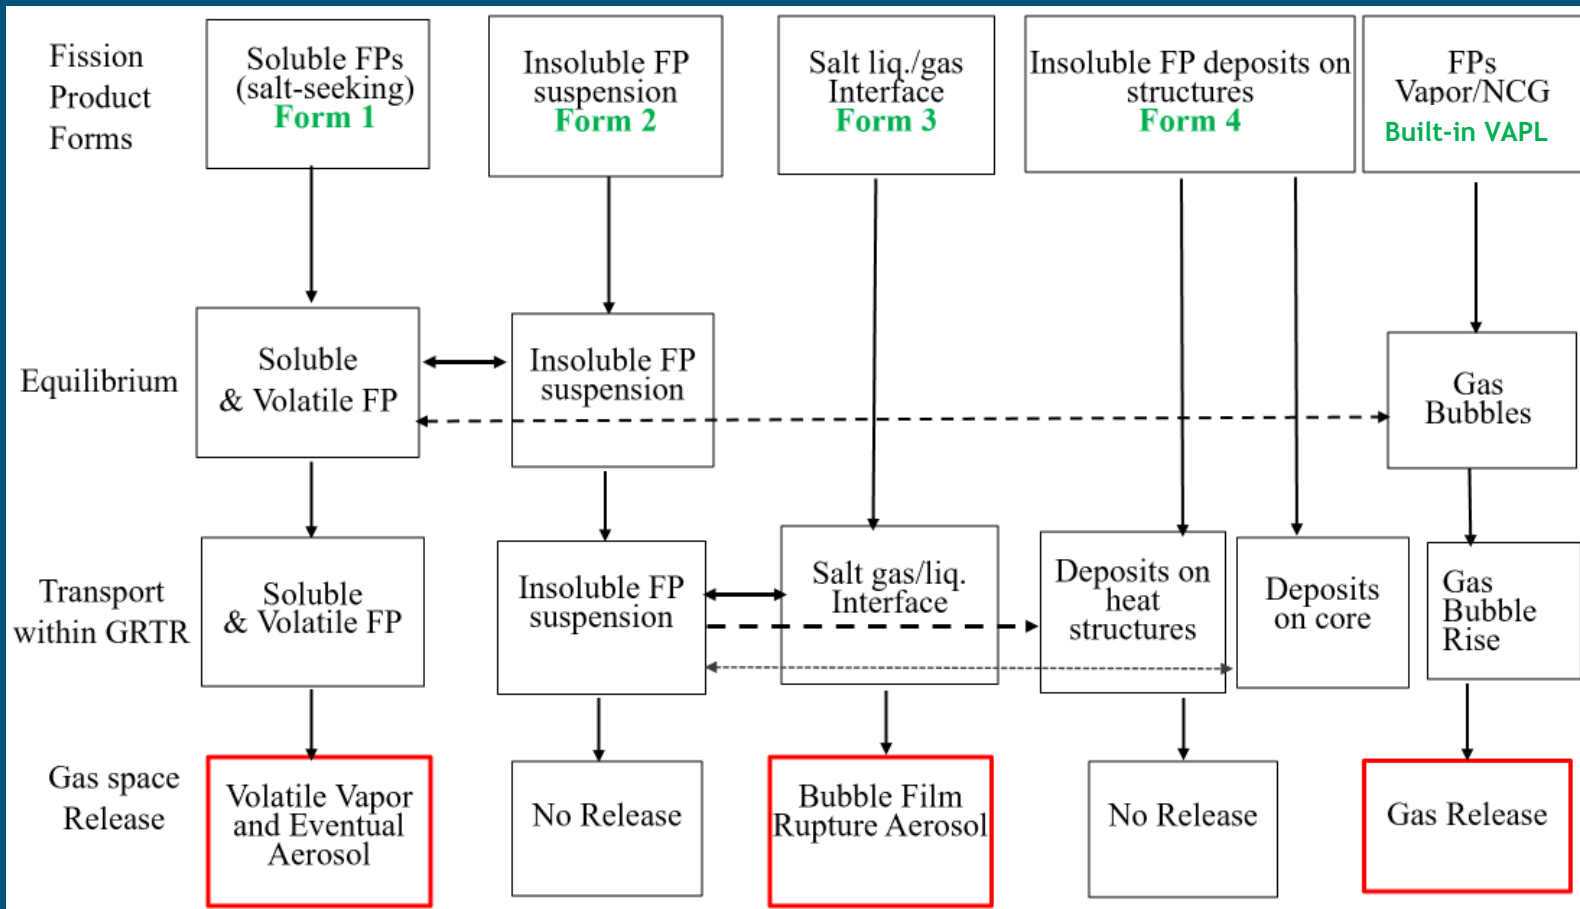 Fission
Product
Forms
Soluble FPs
(salt-seeking)
Form 1
Insoluble FP
suspension
Form 2
Salt liq./gas
Interface
Form 3
Insoluble FP deposits on
structures
Form 4
FPs
Vapor/NCG
Built-in VAPL
Equilibrium
Soluble
& Volatile FP
Insoluble FP
suspension
Gas
Bubbles
Transport
within GRTR
Soluble
& Volatile FP
Insoluble FP
suspension
Salt gas/liq.
Interface
Deposits on
heat
structures
Deposits
on core
Gas
Bubble
Rise
Gas space
Release
Volatile Vapor
and Eventual
Aerosol
No Release
Bubble Film
Rupture Aerosol
No Release
Gas Release